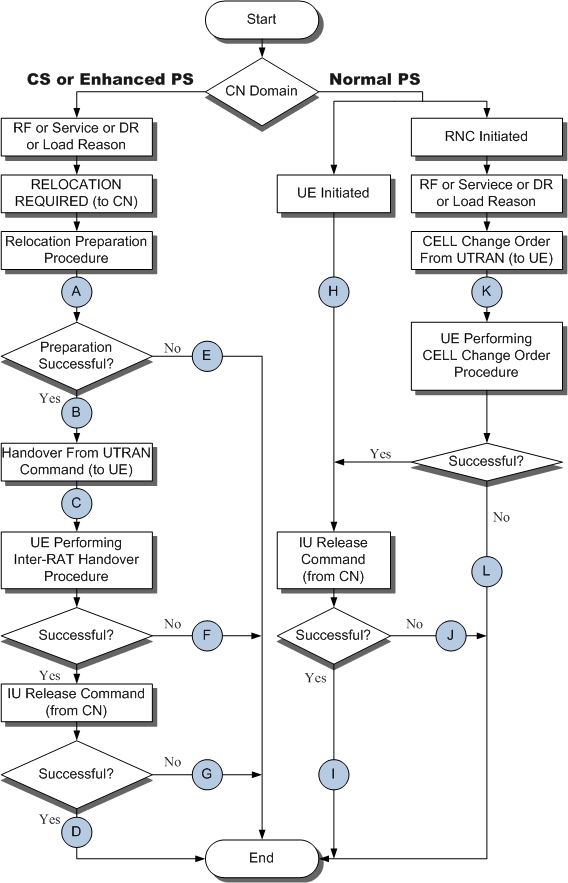 Start
CN Domain
CS or Enhanced PS
Normal PS
RF or Service or DR
or Load Reason
RELOCATION
REQUIRED (to CN)
Relocation Preparation
Procedure
A
Preparation
Successful?
No
E
Yes
B
Handover From UTRAN
Command (to UE)
C
UE Performing
Inter-RAT Handover
Procedure
Successful?
No
F
Yes
IU Release Command
(from CN)
Successful?
No
G
Yes
D
UE Initiated
H
IU Release
Command
(from CN)
Successful?
No
J
Yes
I
RNC Initiated
RF or Serviece or DR
or Load Reason
CELL Change Order
From UTRAN (to UE)
K
UE Performing
CELL Change Order
Procedure
Successful?
Yes
No
L
End